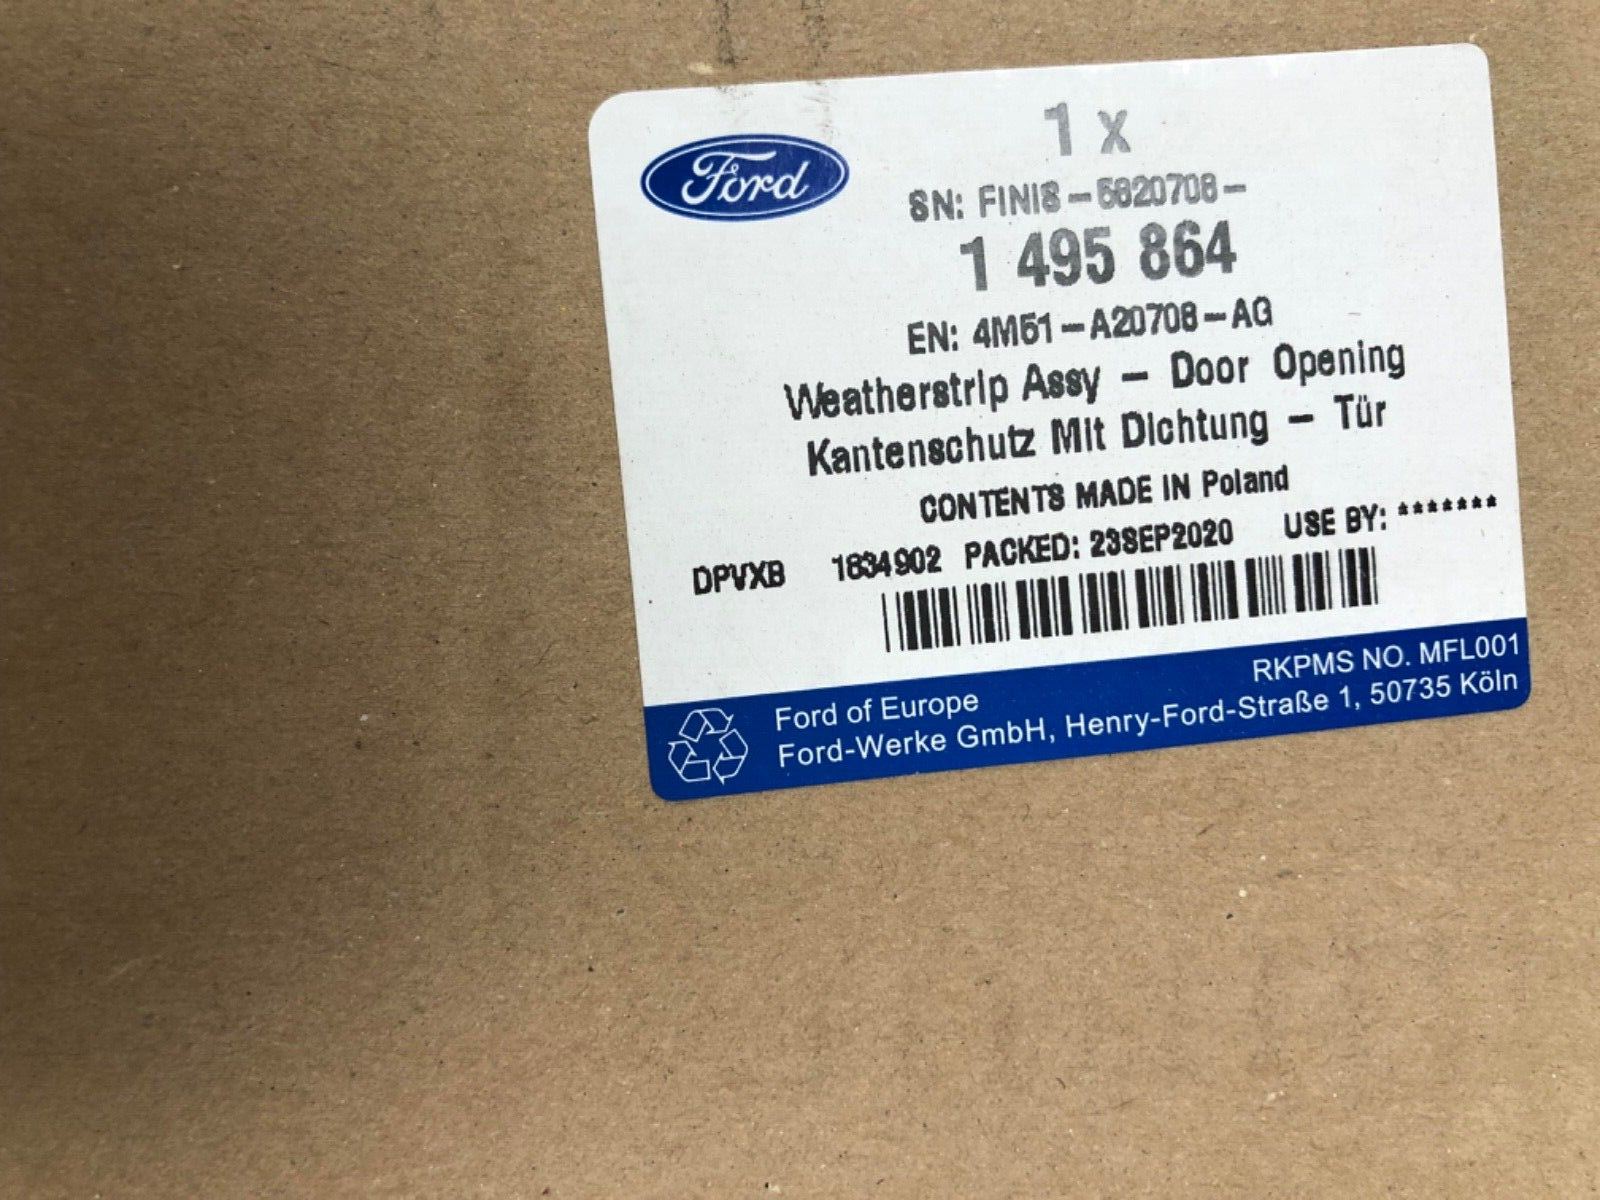 Ford
1 x
SN: FINIS-5820708-
1 495 864
EN: 4M51-A20708-AG
Weatherstrip Assy - Door Opening
Kantenschutz Mit Dichtung - Tür
CONTENTS MADE IN Poland
DPVXB 1834902 PACKED: 23SEP2020 USE BY: *******
RKPMS NO. MFL001
Ford of Europe
Ford-Werke GmbH, Henry-Ford-Straße 1, 50735 Köln